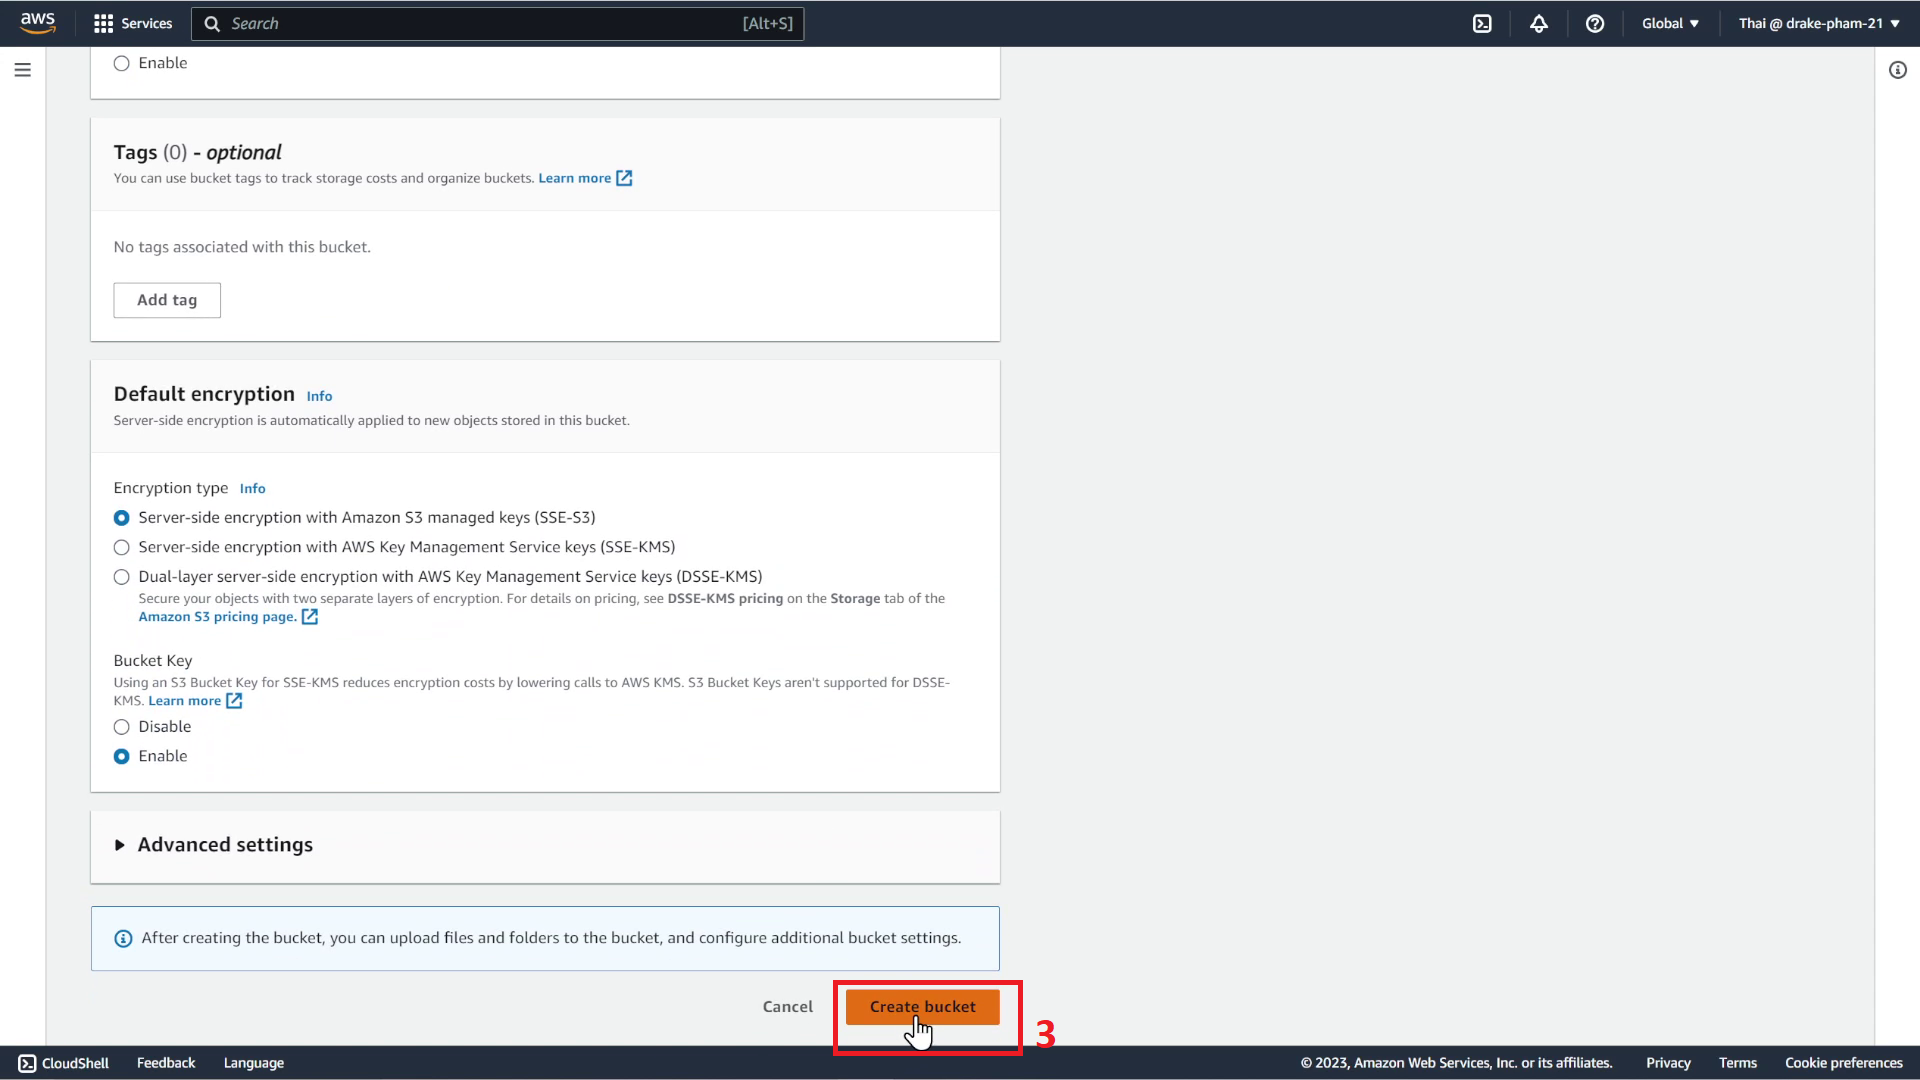 aws
Services
Search
[Alt+S]
Global
Thai @ drake-pham-21
Enable
Tags (0) - optional
You can use bucket tags to track storage costs and organize buckets. Learn more
No tags associated with this bucket.
Add tag
Default encryption Info
Server-side encryption is automatically applied to new objects stored in this bucket.
Encryption type Info
Server-side encryption with Amazon S3 managed keys (SSE-S3)
Server-side encryption with AWS Key Management Service keys (SSE-KMS)
Dual-layer server-side encryption with AWS Key Management Service keys (DSSE-KMS)
Secure your objects with two separate layers of encryption. For details on pricing, see DSSE-KMS pricing on the Storage tab of the
Amazon S3 pricing page.
Bucket Key
Using an S3 Bucket Key for SSE-KMS reduces encryption costs by lowering calls to AWS KMS. S3 Bucket Keys aren't supported for DSSE-
KMS. Learn more
Disable
Enable
Advanced settings
After creating the bucket, you can upload files and folders to the bucket, and configure additional bucket settings.
Cancel
Create bucket
3
CloudShell
Feedback
Language
© 2023, Amazon Web Services, Inc. or its affiliates.
Privacy
Terms
Cookie preferences